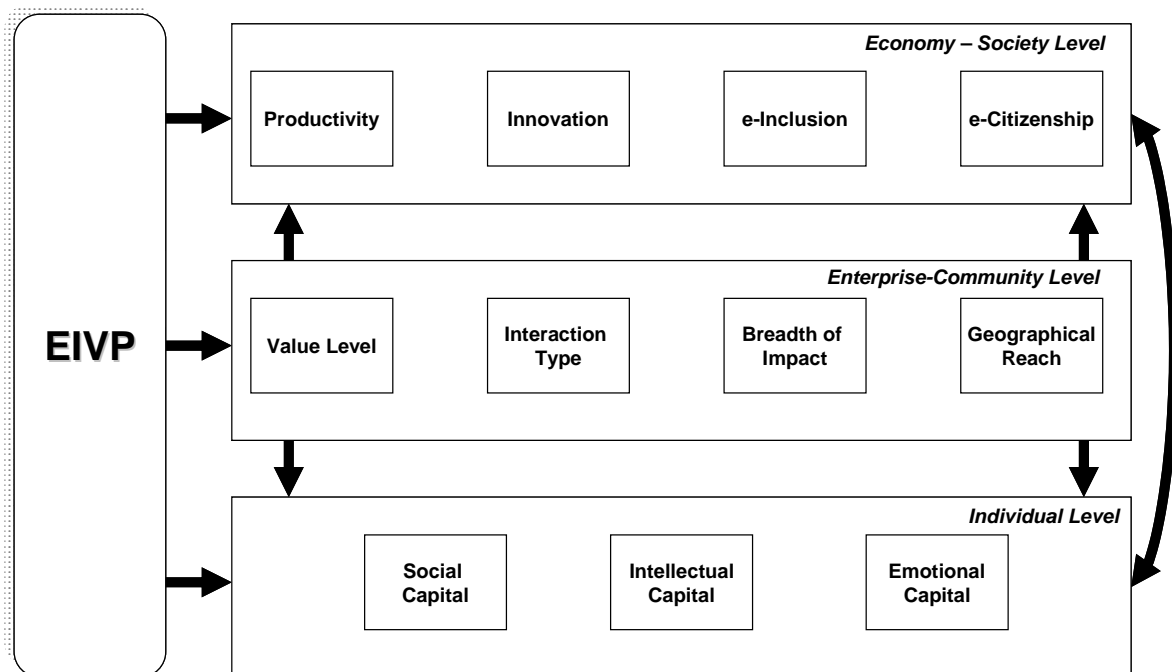 EIVP
Economy – Society Level
Productivity
Innovation
e-Inclusion
e-Citizenship
Enterprise-Community Level
Value Level
Interaction
Type
Breadth of
Impact
Geographical
Reach
Individual Level
Social
Capital
Intellectual
Capital
Emotional
Capital